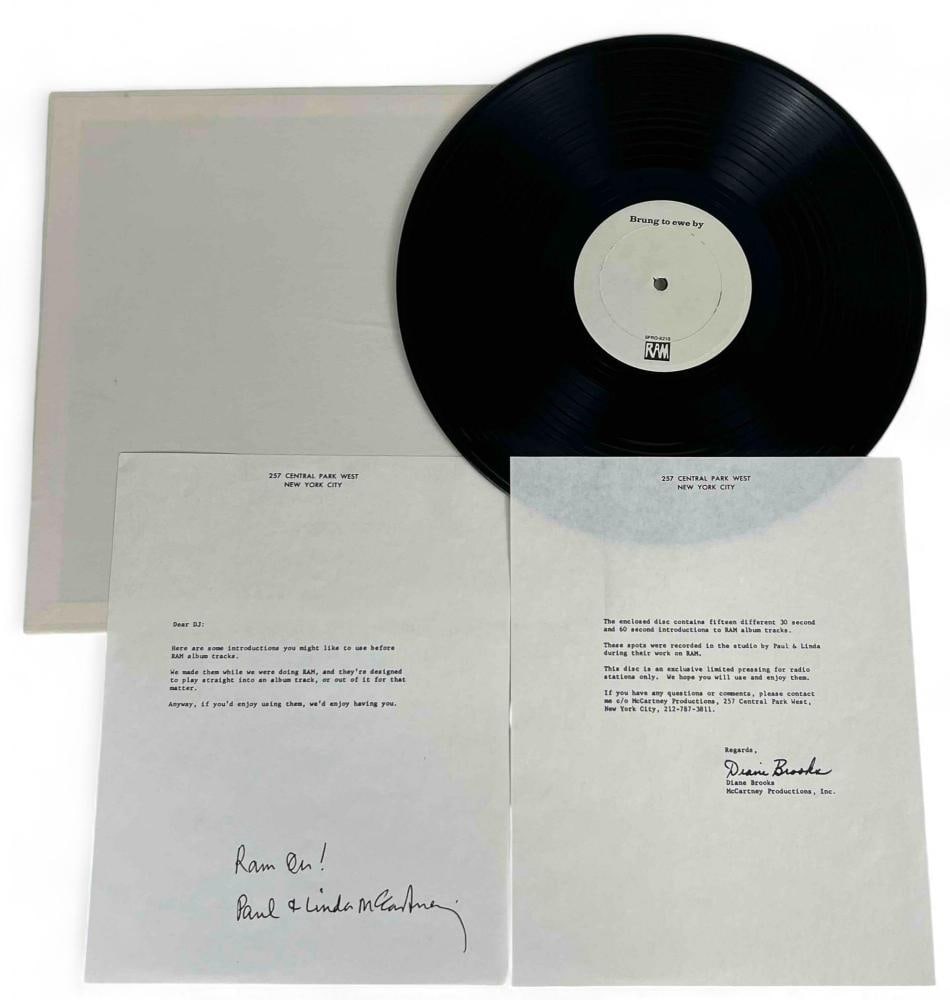 Brung to ewe by
SPRO-6210
RAM
257 CENTRAL PARK WEST
NEW YORK CITY
Dear DJ:
Here are some introductions you might like to use before
RAM album tracks.
We made them while we were doing RAM, and they're designed
to play straight into an album track, or out of it for that
matter.
Anyway, if you'd enjoy using them, we'd enjoy having you.
Ram On!
Paul & Linda McCartney
257 CENTRAL PARK WEST
NEW YORK CITY
The enclosed disc contains fifteen different 30 second
and 60 second introductions to RAM album tracks.
These spots were recorded in the studio by Paul & Linda
during their work on RAM.
This disc is an exclusive limited pressing for radio
stations only. We hope you will use and enjoy them.
If you have any questions or comments, please contact
me c/o McCartney Productions, 257 Central Park West,
New York City, 212-787-3811.
Regards,
Diane Brooks
Diane Brooks
McCartney Productions, Inc.